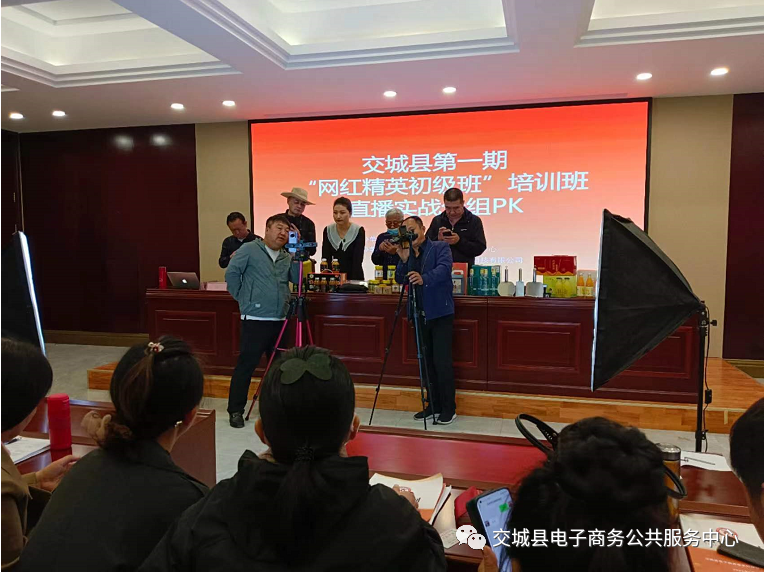 交城县第一期
“网红精英初级班”培训班
直播实战分组PK
交城县电子商务公共服务中心